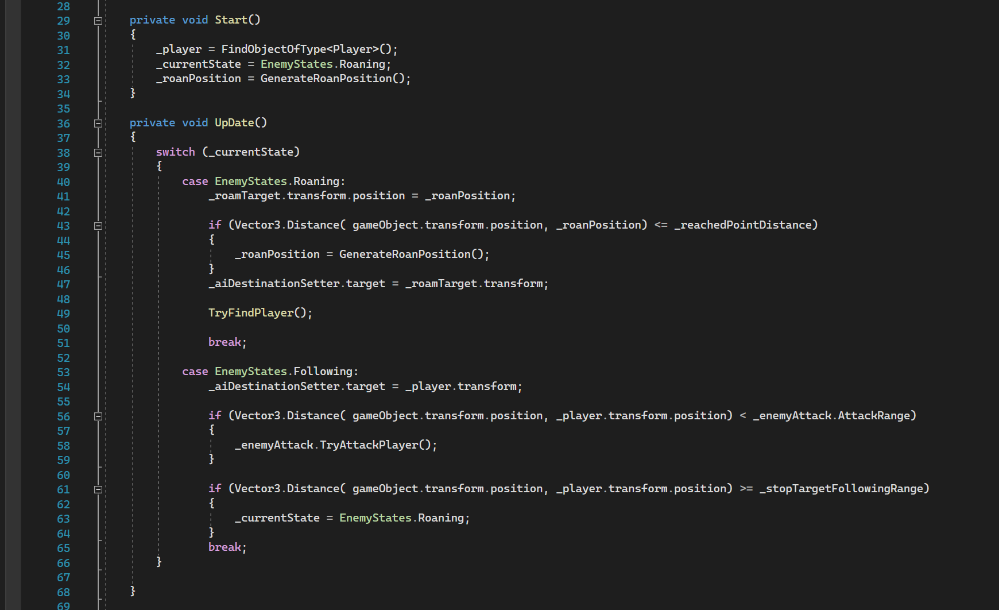 28
29 private void Start()
30 {
31 _player = FindObjectOfType<Player>();
32 _currentState = EnemyStates.Roaning;
33 _roanPosition = GenerateRoanPosition();
34 }
35
36 private void UpDate()
37 {
38 switch (_currentState)
39 {
40 case EnemyStates.Roaning:
41 _roamTarget.transform.position = _roanPosition;
42
43 if (Vector3.Distance( gameObject.transform.position, _roanPosition) <= _reachedPointDistance)
44 {
45 _roanPosition = GenerateRoanPosition();
46 }
47 _aiDestinationSetter.target = _roamTarget.transform;
48
49 TryFindPlayer();
50
51 break;
52
53 case EnemyStates.Following:
54 _aiDestinationSetter.target = _player.transform;
55
56 if (Vector3.Distance( gameObject.transform.position, _player.transform.position) < _enemyAttack.AttackRange)
57 {
58 _enemyAttack.TryAttackPlayer();
59 }
60
61 if (Vector3.Distance( gameObject.transform.position, _player.transform.position) >= _stopTargetFollowingRange)
62 {
63 _currentState = EnemyStates.Roaning;
64 }
65 break;
66 }
67
68 }
69